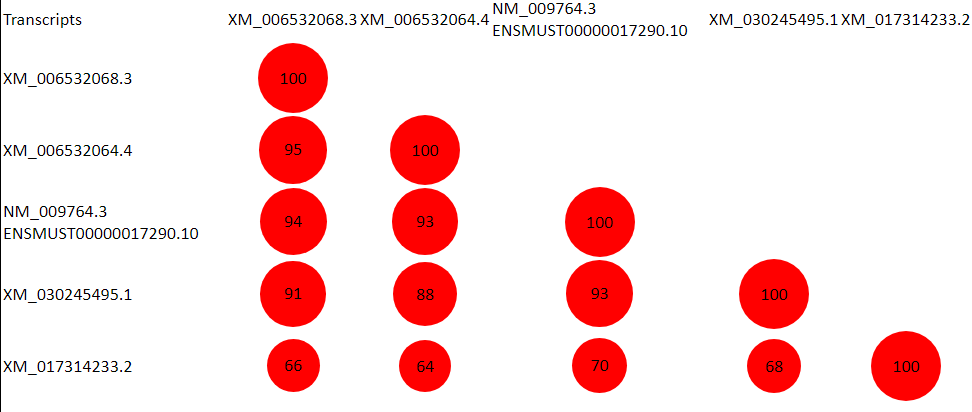 Transcripts XM_006532068.3 XM_006532064.4 NM_009764.3 ENSMUST00000017290.10 XM_030245495.1 XM_017314233.2
XM_006532068.3 100
XM_006532064.4 95 100
NM_009764.3 ENSMUST00000017290.10 94 93 100
XM_030245495.1 91 88 93 100
XM_017314233.2 66 64 70 68 100